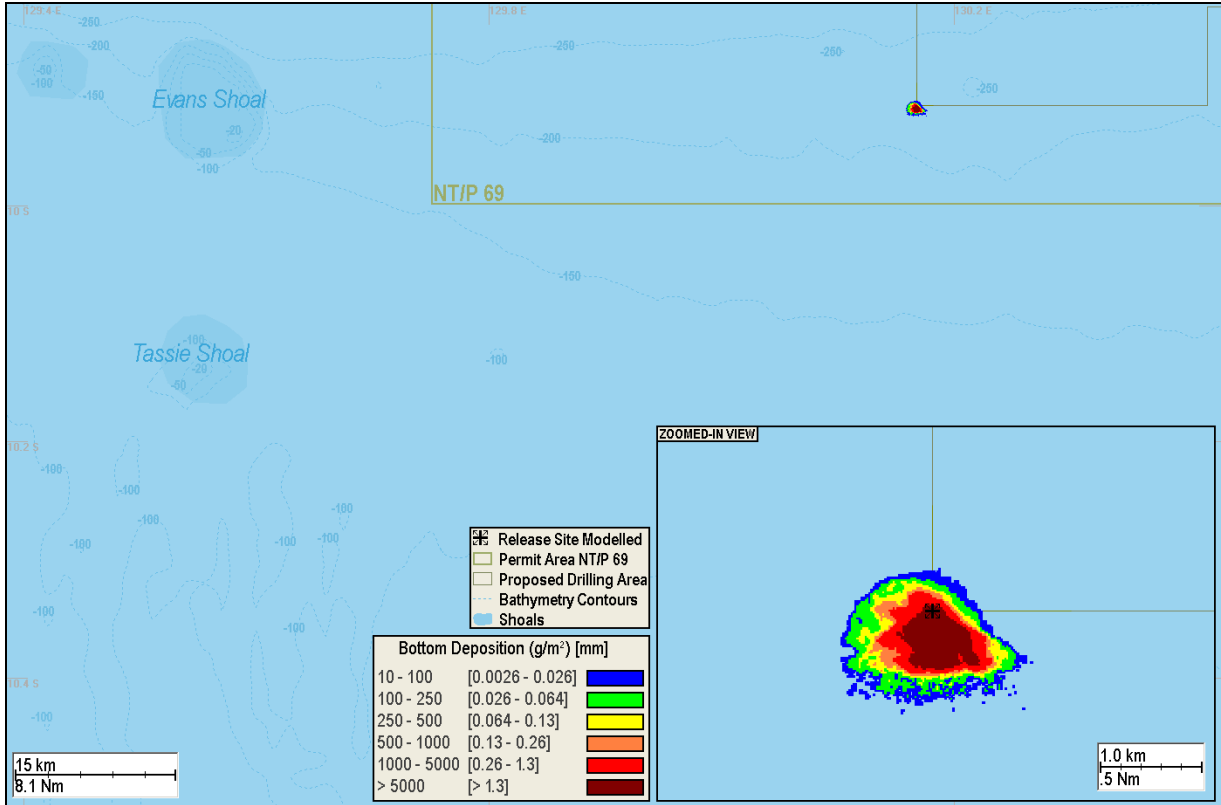 129.4 E
129.8 E
130.2 E
-250
-200
-250
-250
-50
-100
-150
Evans Shoal
-250
-20
-200
-50
-100
NT/P 69
10 S
-150
-100
Tassie Shoal
-100
-20
-50
10.2 S
ZOOMED-IN VIEW
-100
-100
-100
-100
-100
-100
-100
-100
-100
10.4 S
-100
Release Site Modelled
Permit Area NT/P 69
Proposed Drilling Area
Bathymetry Contours
Shoals
Bottom Deposition (g/m²) [mm]
10 - 100 [0.0026 - 0.026]
100 - 250 [0.026 - 0.064]
250 - 500 [0.064 - 0.13]
500 - 1000 [0.13 - 0.26]
1000 - 5000 [0.26 - 1.3]
> 5000 [> 1.3]
15 km
8.1 Nm
1.0 km
.5 Nm